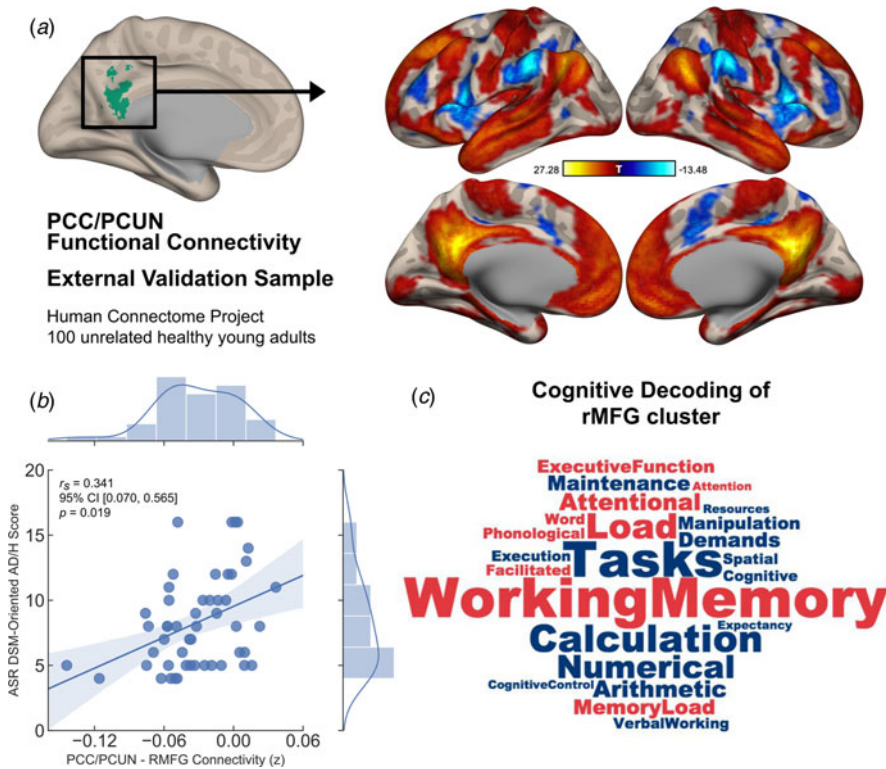 (a)
27.28 T -13.48
PCC/PCUN
Functional Connectivity
External Validation Sample
Human Connectome Project
100 unrelated healthy young adults
(b)
rs = 0.341
95% CI [0.070, 0.565]
p = 0.019
ASR DSM-Oriented AD/H Score
20
15
10
5
0
−0.12 −0.06 0.00 0.06
PCC/PCUN - RMFG Connectivity (z)
(c)
Cognitive Decoding of
rMFG cluster
ExecutiveFunction
Maintenance Attention
Attentional Resources
Word Load Manipulation
Phonological Demands
Execution Tasks Spatial
Facilitated Cognitive
WorkingMemory
Expectancy
Calculation
Numerical
CognitiveControl Arithmetic
MemoryLoad
VerbalWorking